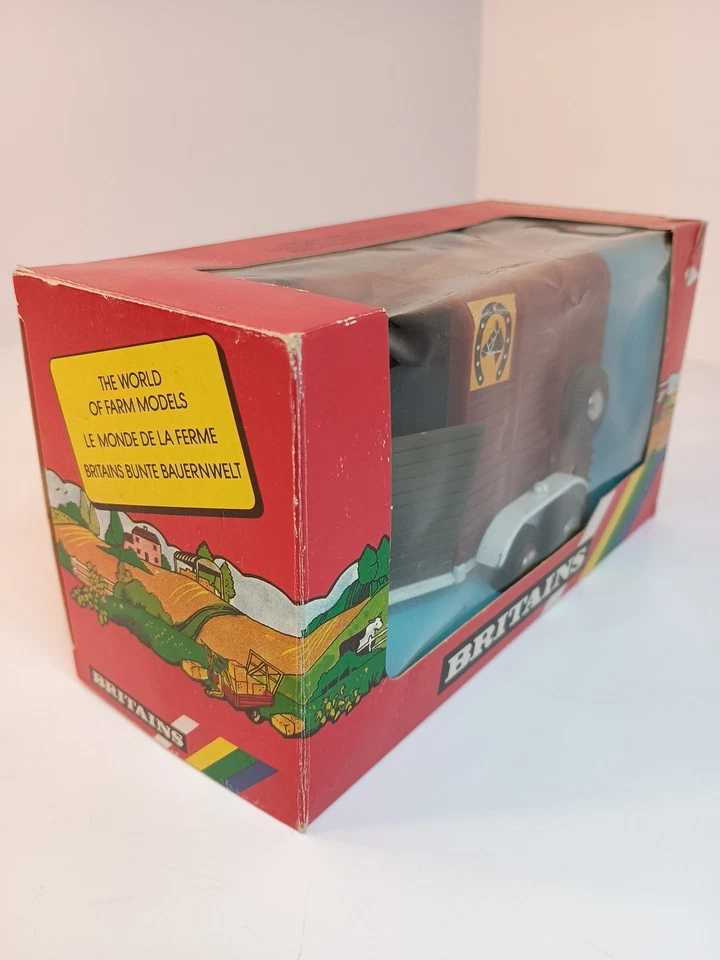 THE WORLD
OF FARM MODELS
LE MONDE DE LA FERME
BRITAINS BUNTE BAUERNWELT
BRITAINS
BRITAINS